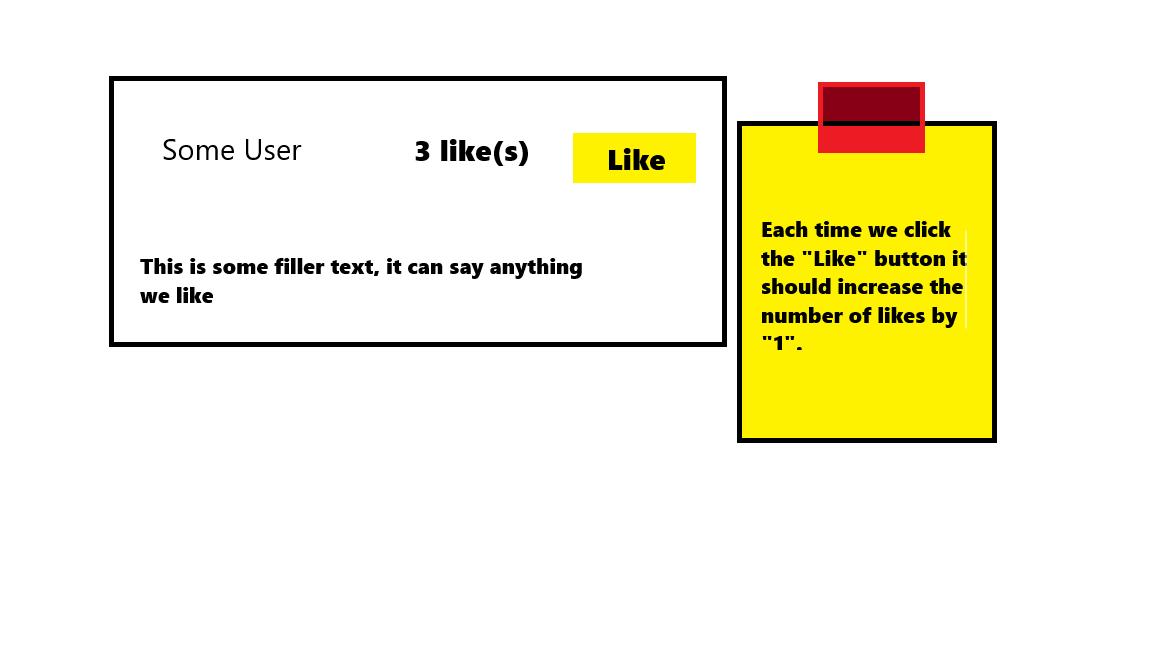 Some User
3 like(s)
Like
This is some filler text, it can say anything
we like
Each time we click
the "Like" button it
should increase the
number of likes by
"1".